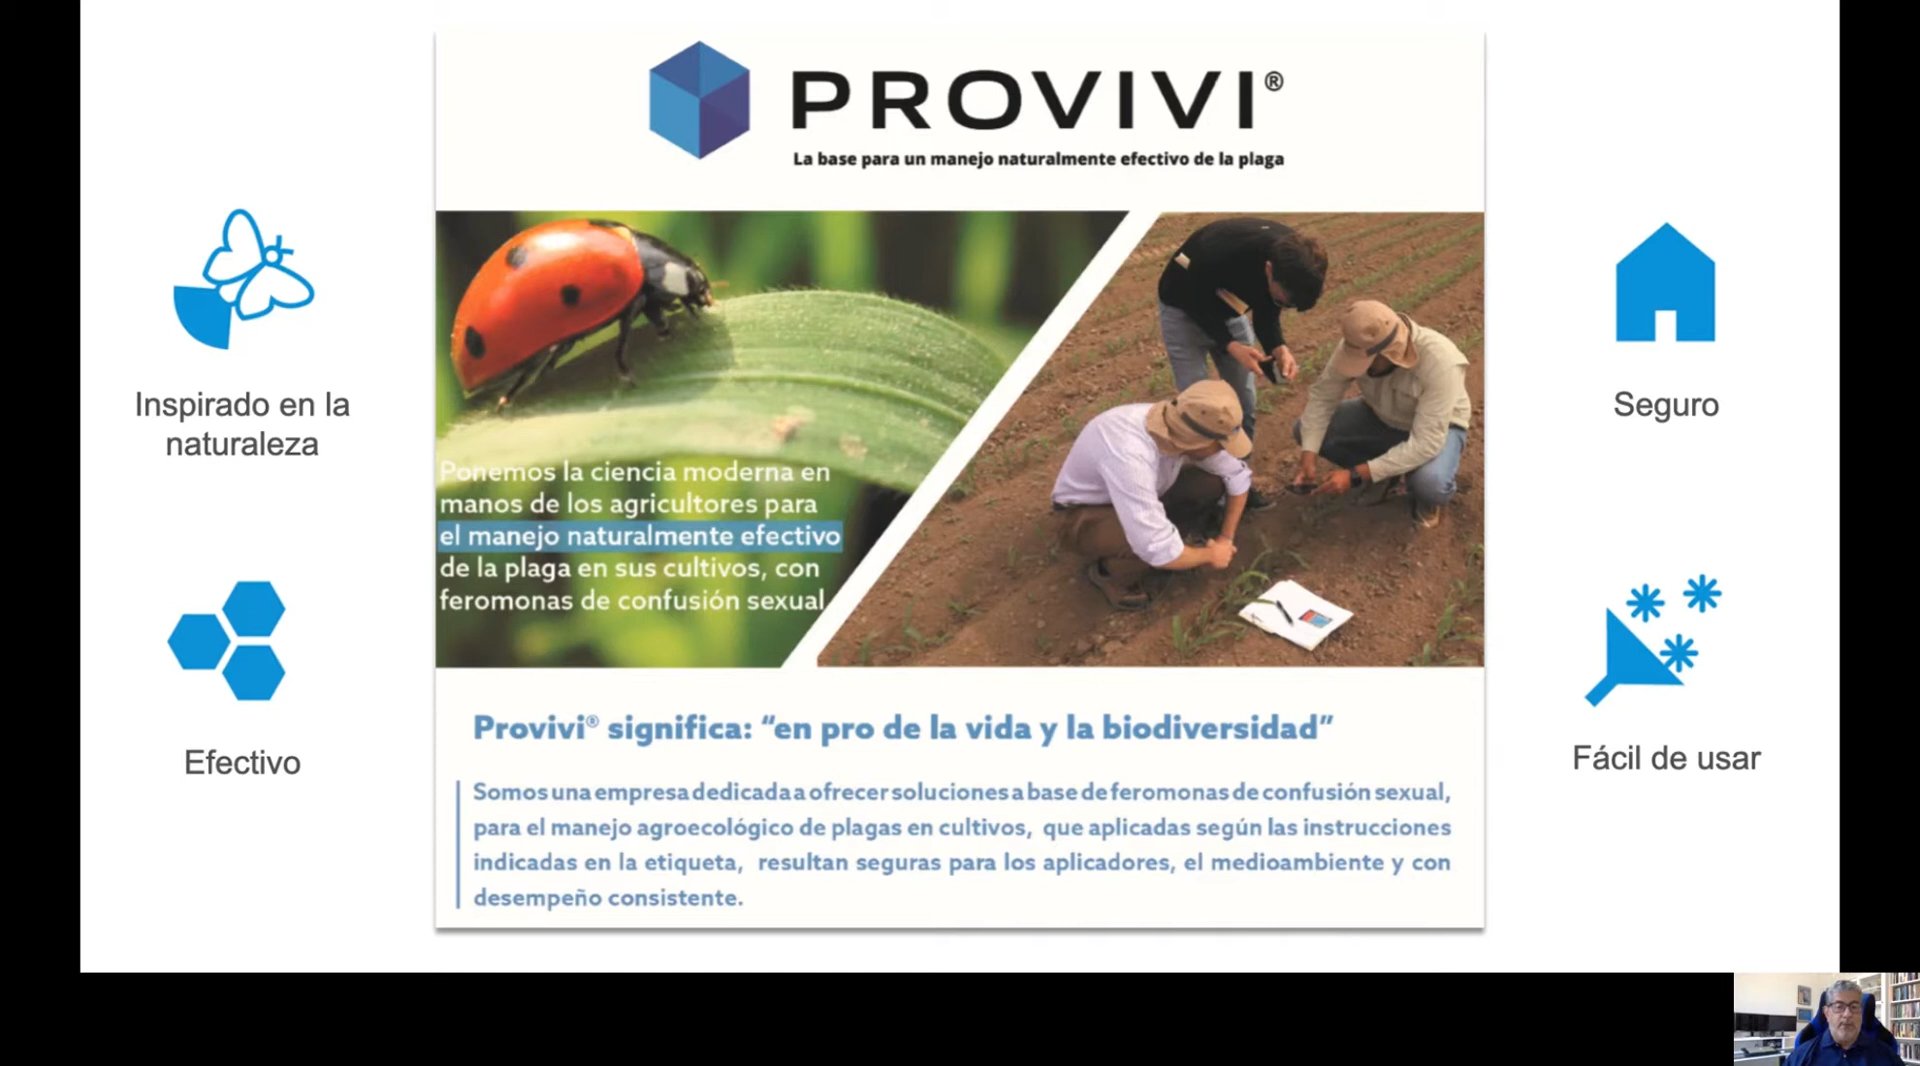 PROVIVI®
La base para un manejo naturalmente efectivo de la plaga
Inspirado en la
naturaleza
Seguro
Ponemos la ciencia moderna en
manos de los agricultores para
el manejo naturalmente efectivo
de la plaga en sus cultivos, con
feromonas de confusión sexual
Efectivo
Fácil de usar
Provivi® significa: “en pro de la vida y la biodiversidad”
Somos una empresa dedicada a ofrecer soluciones a base de feromonas de confusión sexual,
para el manejo agroecológico de plagas en cultivos, que aplicadas según las instrucciones
indicadas en la etiqueta, resultan seguras para los aplicadores, el medioambiente y con
desempeño consistente.